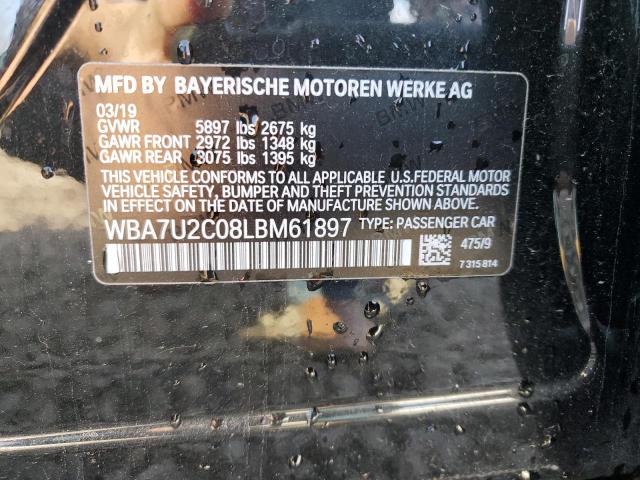 MFD BY BAYERISCHE MOTOREN WERKE AG
03/19
GVWR 5897 lbs 2675 kg
GAWR FRONT 2972 lbs 1348 kg
GAWR REAR 3075 lbs 1395 kg
THIS VEHICLE CONFORMS TO ALL APPLICABLE U.S.FEDERAL MOTOR
VEHICLE SAFETY, BUMPER AND THEFT PREVENTION STANDARDS
IN EFFECT ON THE DATE OF MANUFACTURE SHOWN ABOVE.
WBA7U2C08LBM61897 TYPE: PASSENGER CAR
475/9
7315814